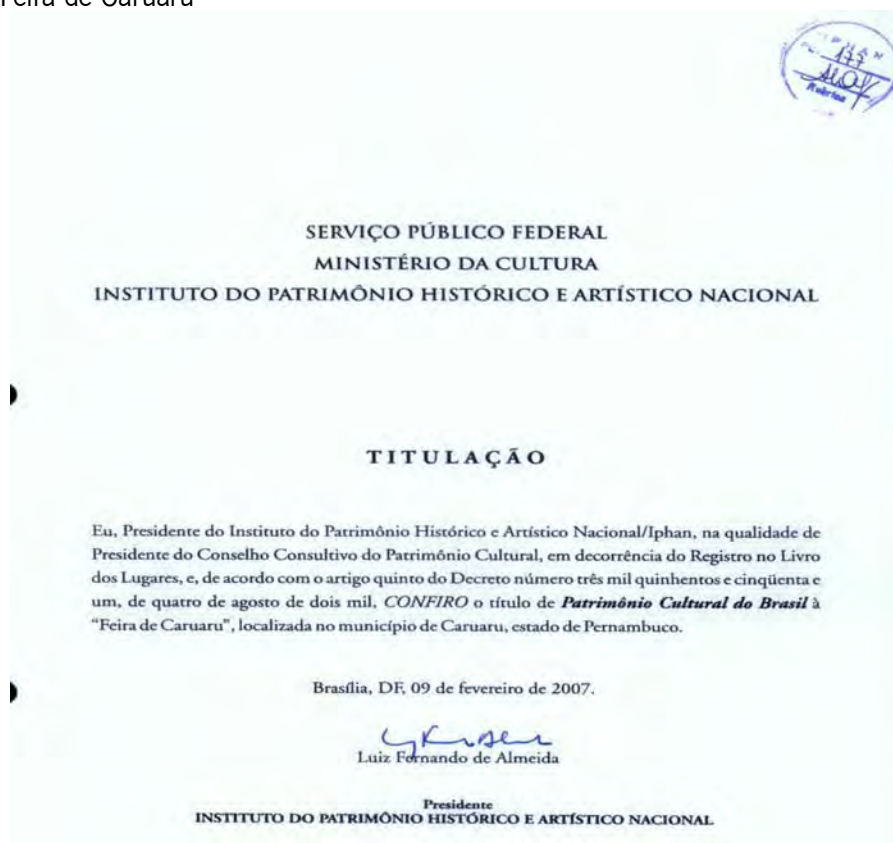 Feira de Caruaru
177
Rubrica
SERVIÇO PÚBLICO FEDERAL
MINISTÉRIO DA CULTURA
INSTITUTO DO PATRIMÔNIO HISTÓRICO E ARTÍSTICO NACIONAL
TITULAÇÃO
Eu, Presidente do Instituto do Patrimônio Histórico e Artístico Nacional/Iphan, na qualidade de
Presidente do Conselho Consultivo do Patrimônio Cultural, em decorrência do Registro no Livro
dos Lugares, e, de acordo com o artigo quinto do Decreto número três mil quinhentos e cinqüenta e
um, de quatro de agosto de dois mil, CONFIRO o título de Patrimônio Cultural do Brasil à
"Feira de Caruaru", localizada no município de Caruaru, estado de Pernambuco.
Brasília, DF, 09 de fevereiro de 2007.
Luiz Fernando de Almeida
Presidente
INSTITUTO DO PATRIMÔNIO HISTÓRICO E ARTÍSTICO NACIONAL